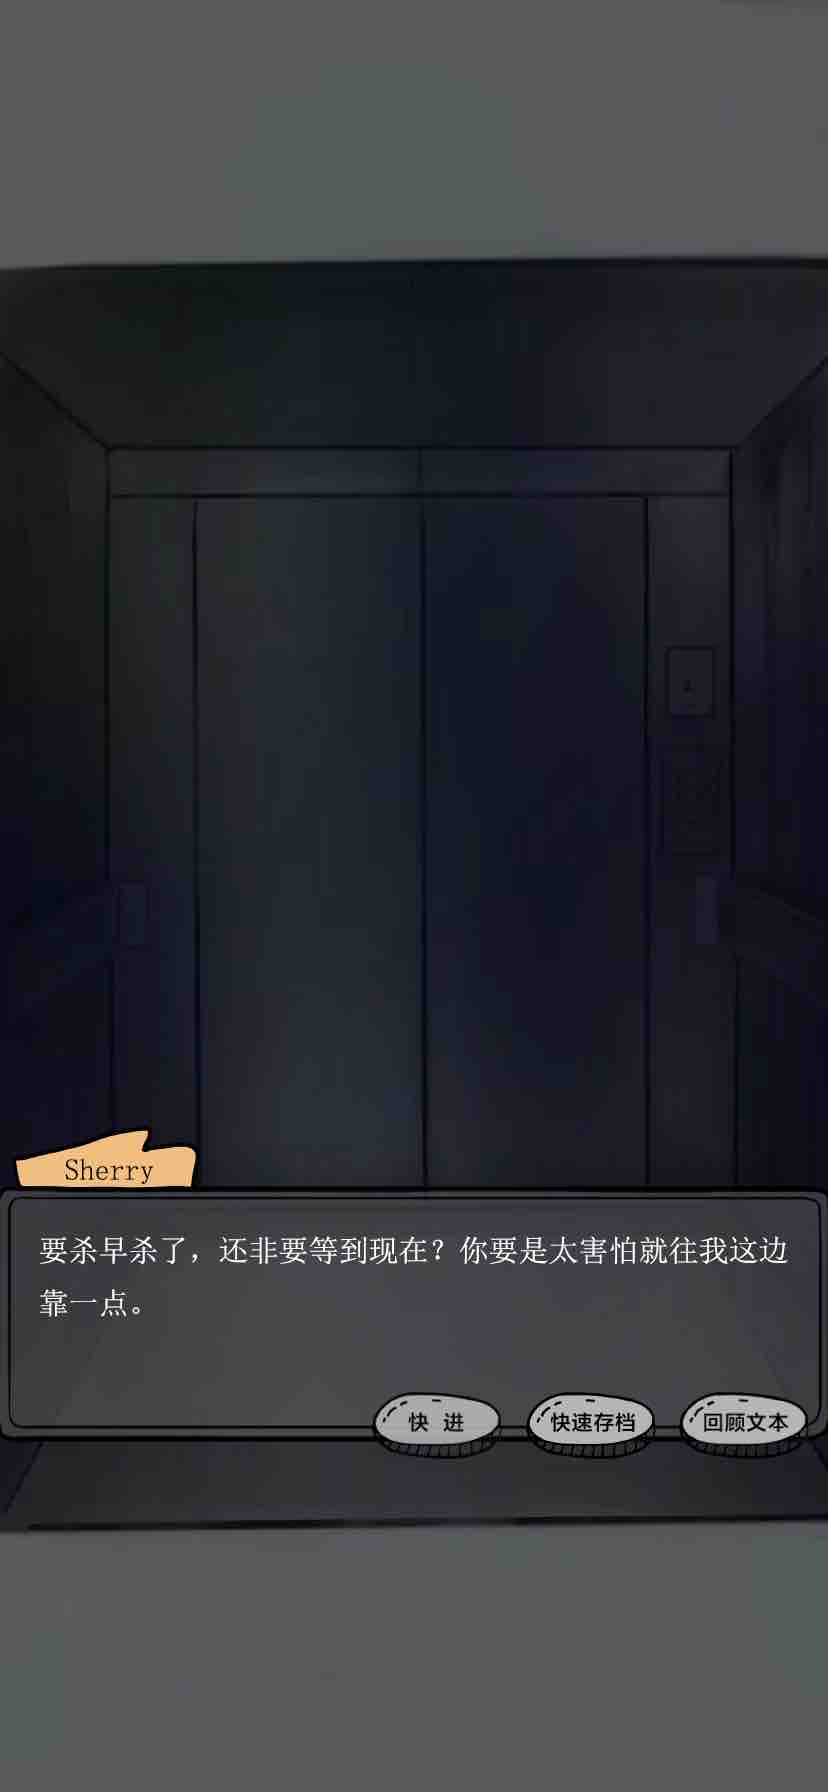 Sherry
要杀早杀了，还非要等到现在？你要是太害怕就往我这边
靠一点。
快 进
快速存档
回顾文本